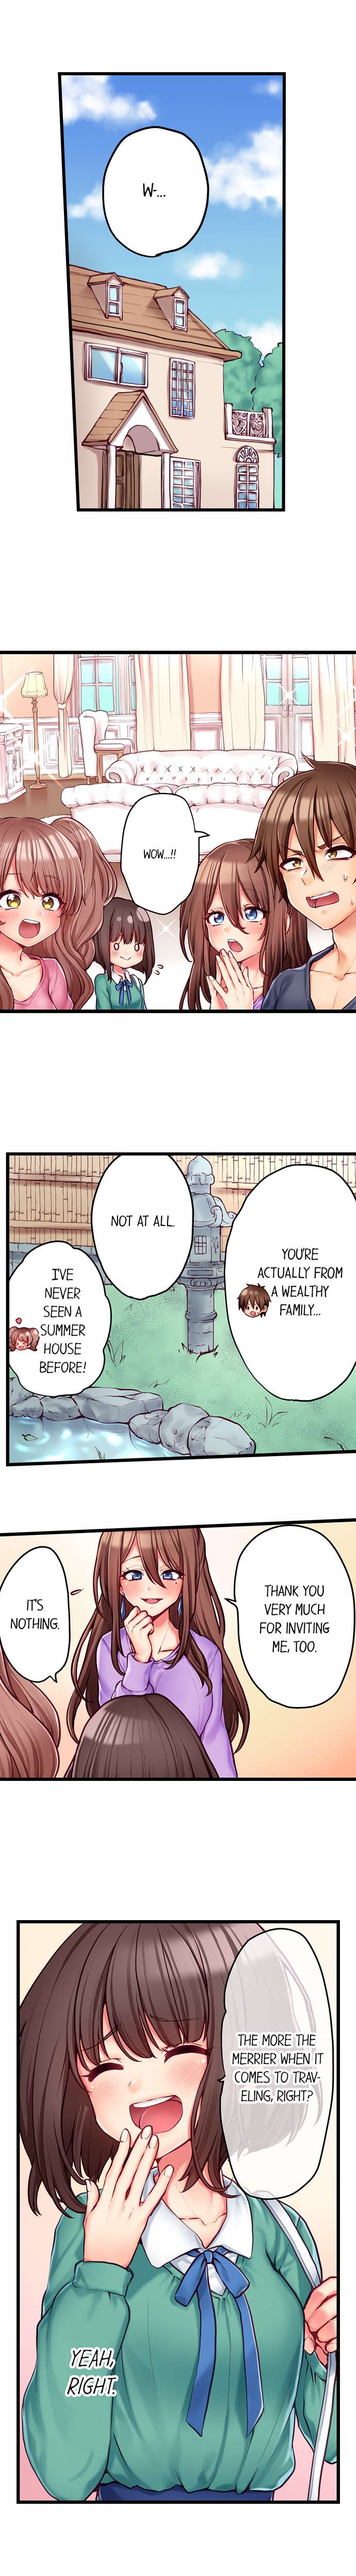 W-...
WOW...!!
YOU'RE
ACTUALLY FROM
A WEALTHY
FAMILY...
NOT AT ALL.
I'VE
NEVER
SEEN A
SUMMER
HOUSE
BEFORE!
THANK YOU
VERY MUCH
FOR INVITING
ME, TOO.
IT'S
NOTHING.
THE MORE THE
MERRIER WHEN IT
COMES TO TRAV-
ELING, RIGHT?
YEAH,
RIGHT.